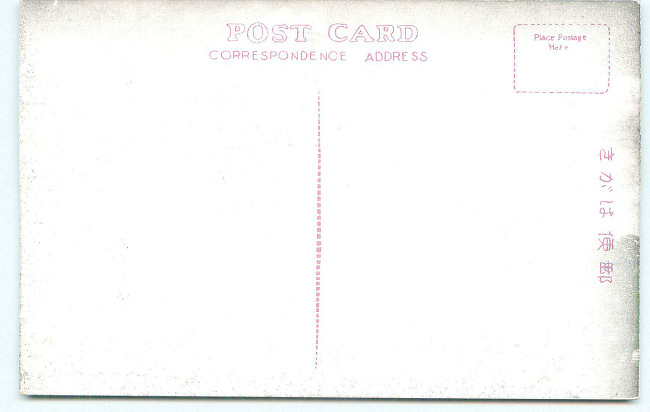 POST CARD
CORRESPONDENCE ADDRESS
Place Postage
Here
きがは便郵